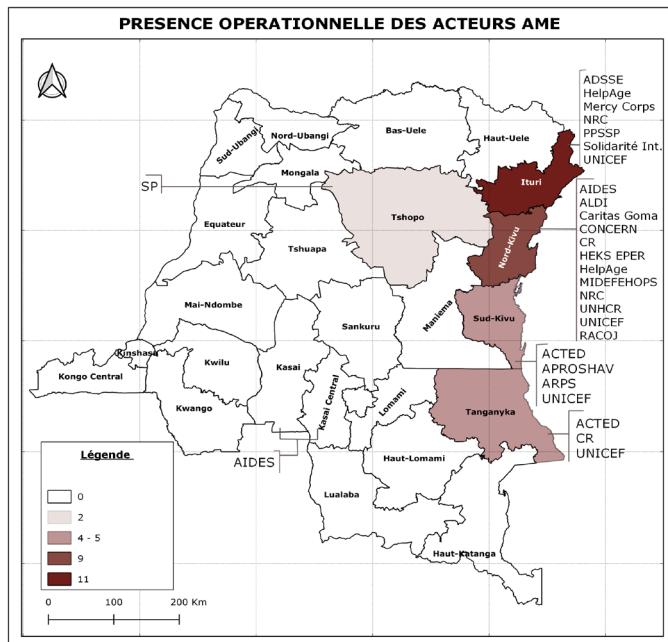 PRESENCE OPERATIONNELLE DES ACTEURS AME
ADSSE
HelpAge
Mercy Corps
NRC
PPSSP
Solidarité Int.
UNICEF
Bas-Uele
Haut-Uele
Nord-Ubangi
Sud-Ubangi
Mongala
Ituri
SP
Tshopo
Equateur
Tshuapa
Nord-Kivu
AIDES
ALDI
Caritas Goma
CONCERN
CR
HEKS EPER
HelpAge
MIDEFEHOPS
NRC
UNHCR
UNICEF
RACOJ
Mai-Ndombe
Sankuru
Maniema
Sud-Kivu
Kinshasa
Kongo Central
Kwilu
Kasai
Kasai Central
Lomami
Kwango
Tanganyka
ACTED
APROSHAV
ARPS
UNICEF
ACTED
CR
UNICEF
AIDES
Haut-Lomami
Lualaba
Haut-Katanga
Légende
0
2
4 - 5
9
11
0 100 200 Km